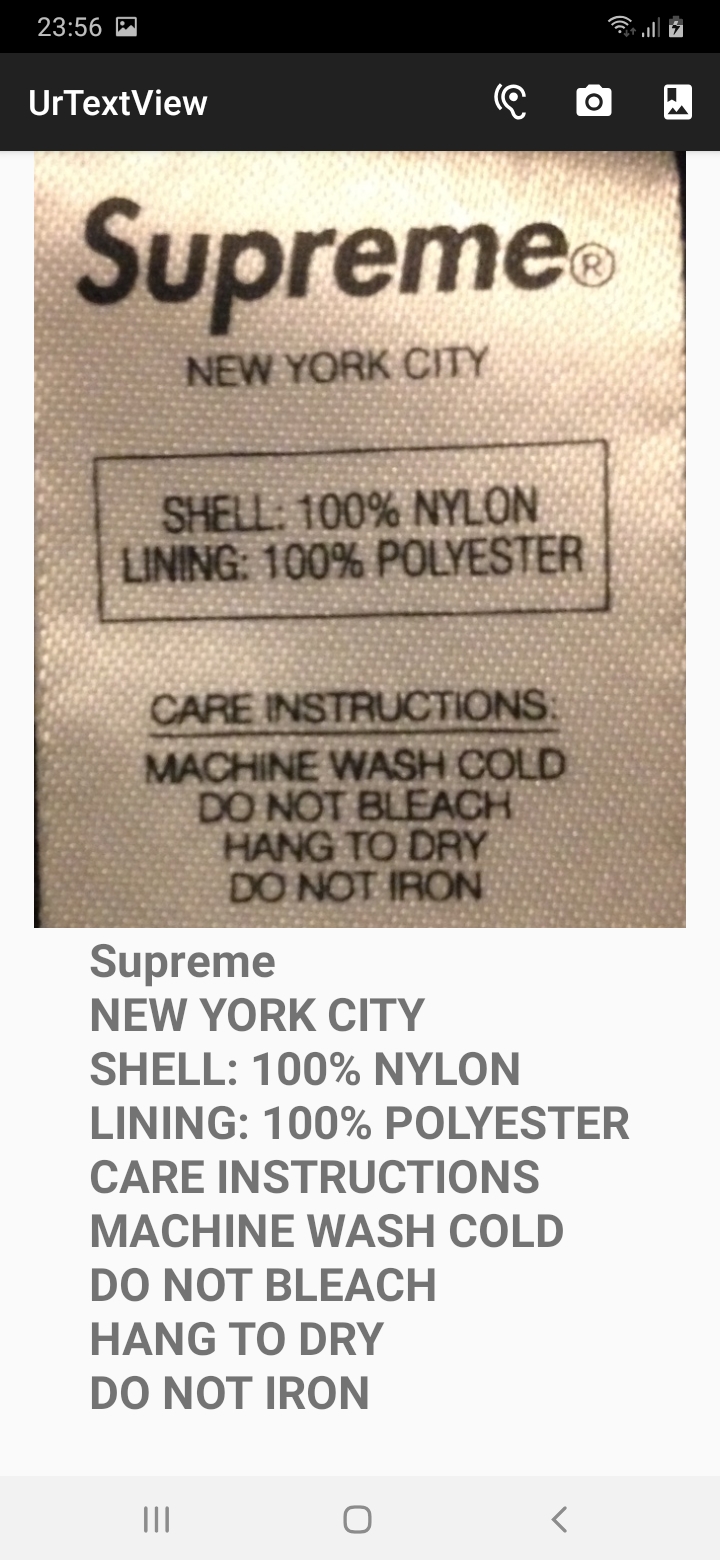 23:56
UrTextView
Supreme®
NEW YORK CITY
SHELL: 100% NYLON
LINING: 100% POLYESTER
CARE INSTRUCTIONS:
MACHINE WASH COLD
DO NOT BLEACH
HANG TO DRY
DO NOT IRON
Supreme
NEW YORK CITY
SHELL: 100% NYLON
LINING: 100% POLYESTER
CARE INSTRUCTIONS
MACHINE WASH COLD
DO NOT BLEACH
HANG TO DRY
DO NOT IRON